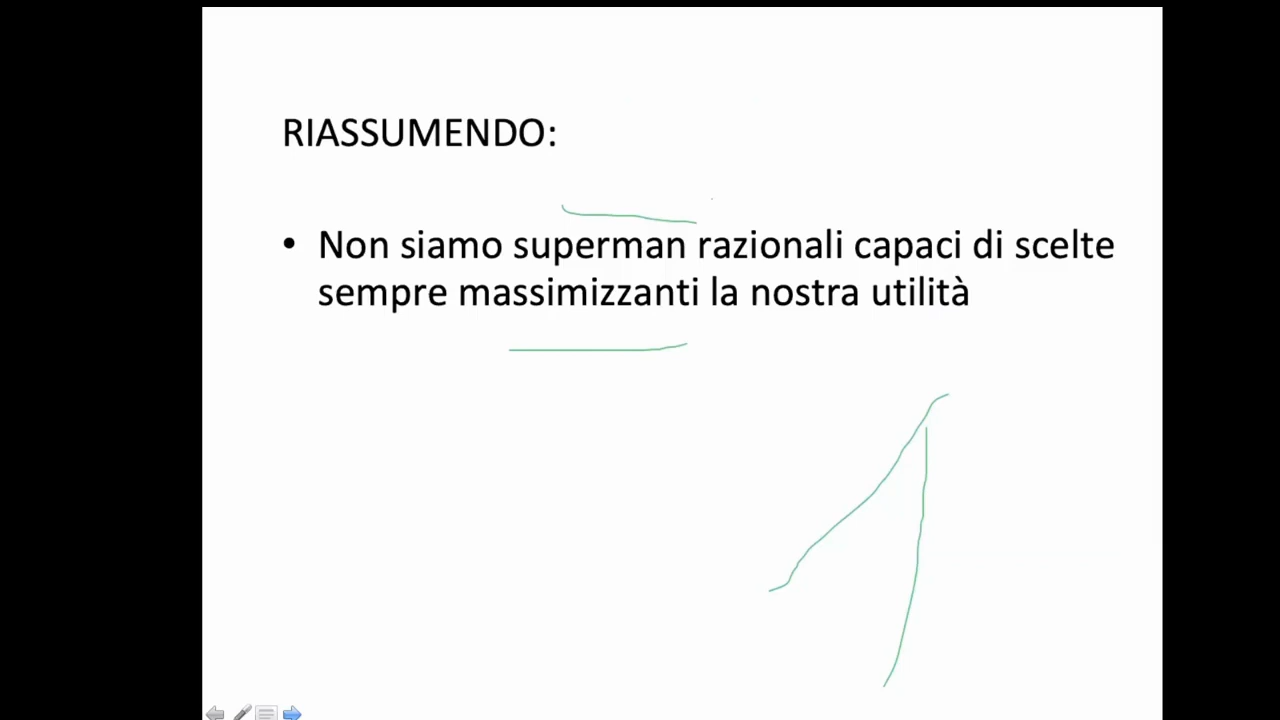 RIASSUMENDO:
• Non siamo superman razionali capaci di scelte
sempre massimizzanti la nostra utilità